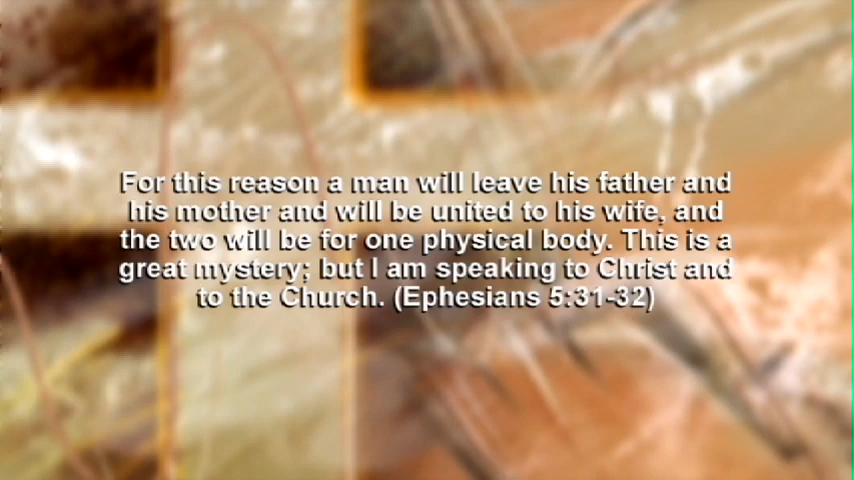 For this reason a man will leave his father and
his mother and will be united to his wife, and
the two will be for one physical body. This is a
great mystery; but I am speaking to Christ and
to the Church. (Ephesians 5:31-32)